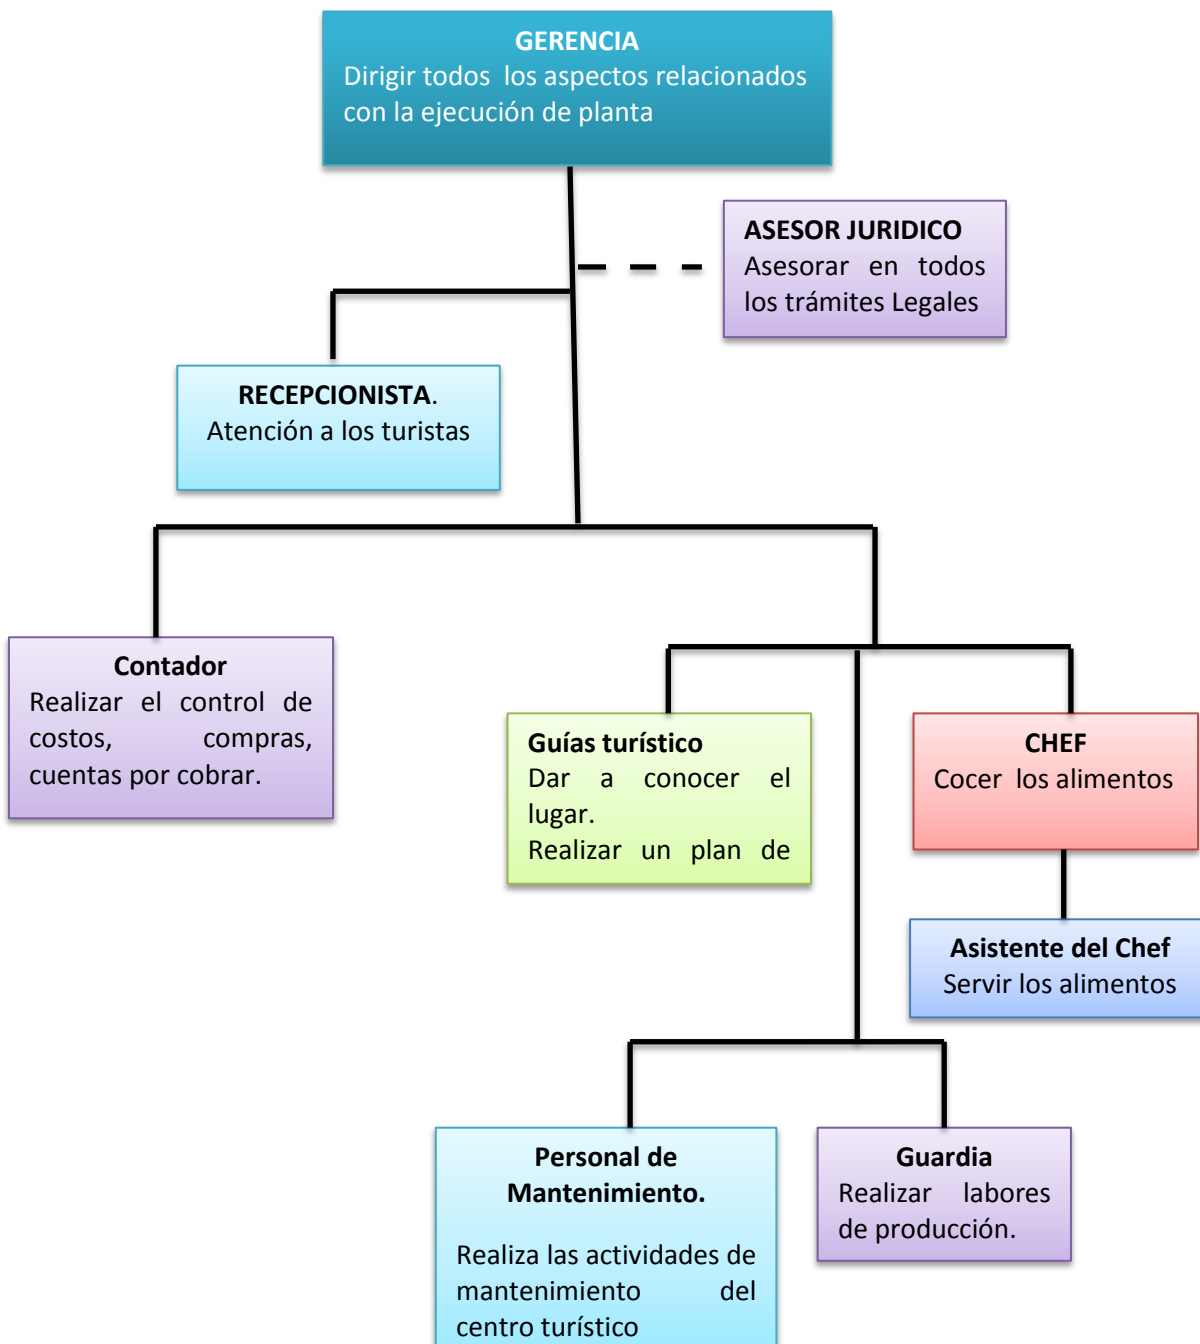 GERENCIA
Dirigir todos los aspectos relacionados
con la ejecución de planta
ASESOR JURIDICO
Asesorar en todos
los trámites Legales
RECEPCIONISTA.
Atención a los turistas
Contador
Realizar el control de
costos, compras,
cuentas por cobrar.
Guías turístico
Dar a conocer el
lugar.
Realizar un plan de
CHEF
Cocer los alimentos
Asistente del Chef
Servir los alimentos
Personal de
Mantenimiento.
Realiza las actividades de
mantenimiento del
centro turístico
Guardia
Realizar labores
de producción.